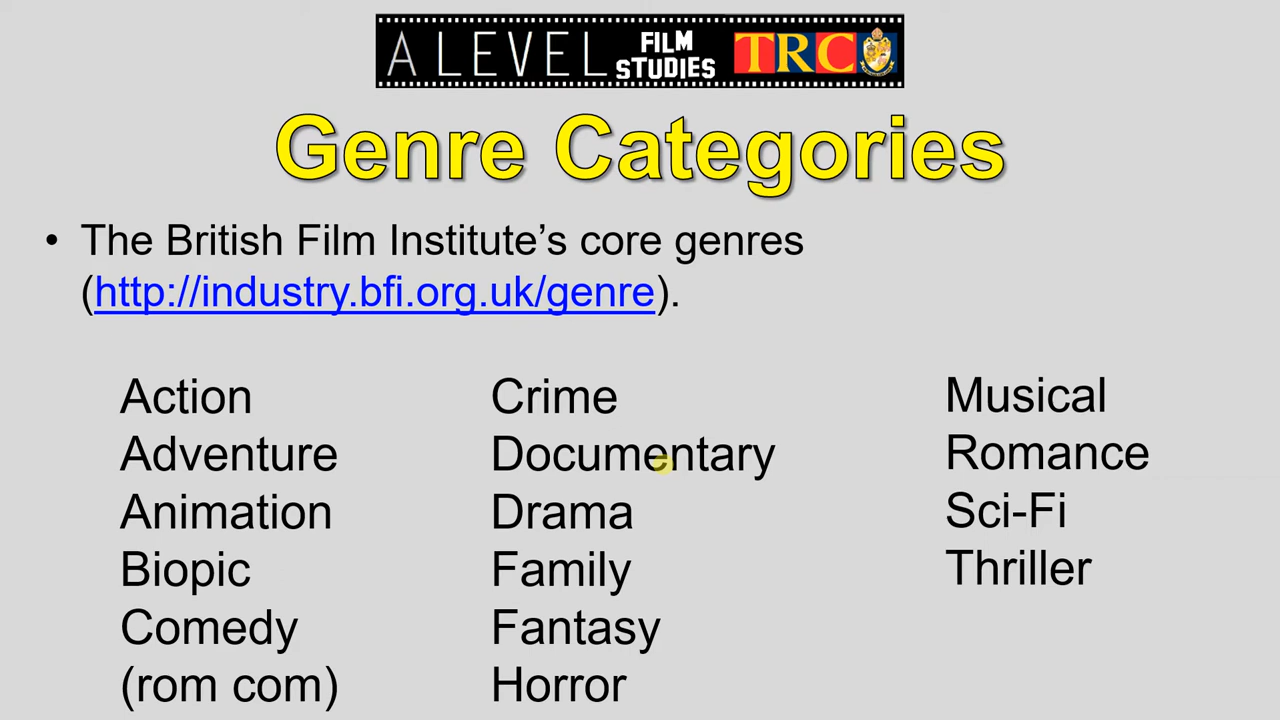 A LEVEL FILM STUDIES TRC
Genre Categories
• The British Film Institute’s core genres
(http://industry.bfi.org.uk/genre).
Action
Adventure
Animation
Biopic
Comedy
(rom com)
Crime
Documentary
Drama
Family
Fantasy
Horror
Musical
Romance
Sci-Fi
Thriller